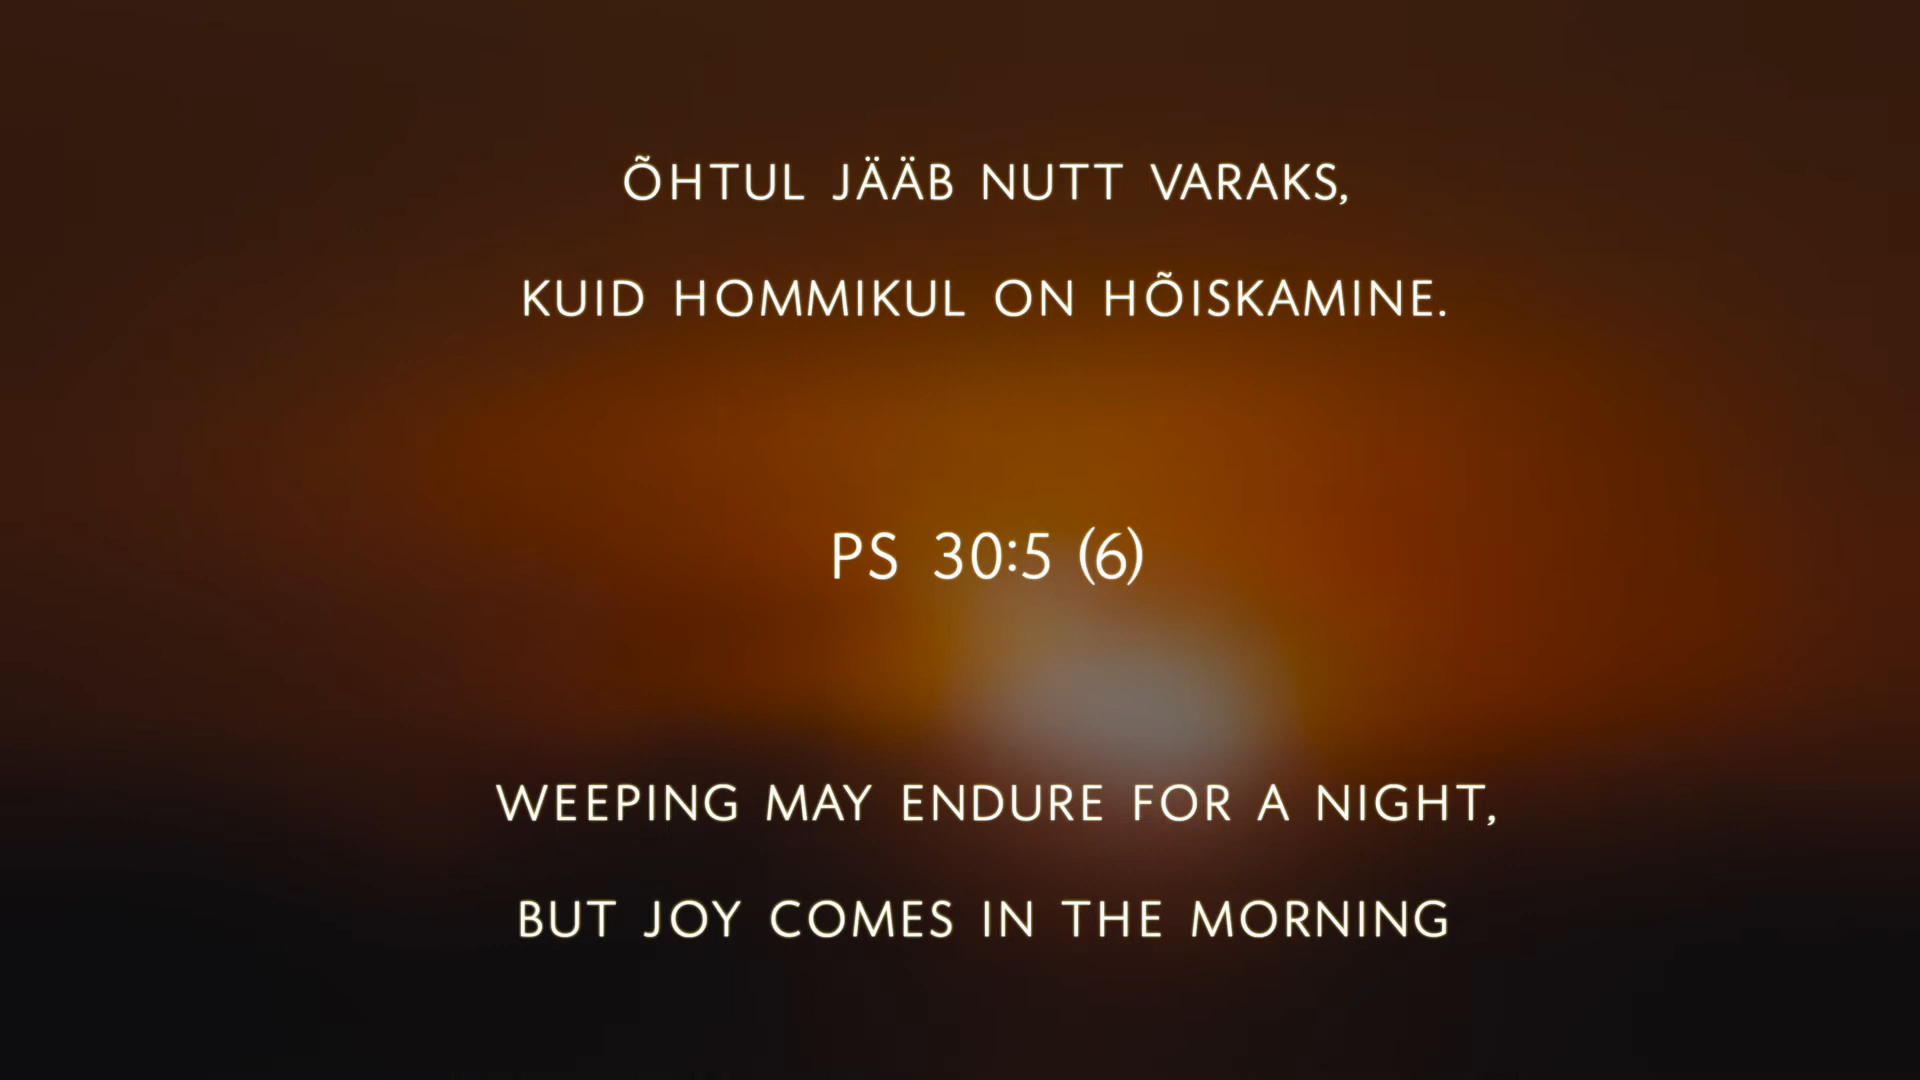 ÕHTUL JÄÄB NUTT VARAKS,
KUID HOMMIKUL ON HÕISKAMINE.
PS 30:5 (6)
WEEPING MAY ENDURE FOR A NIGHT,
BUT JOY COMES IN THE MORNING